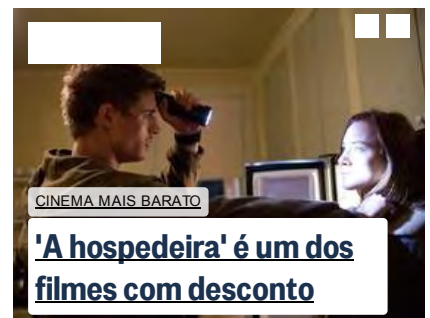 CINEMA MAIS BARATO
'A hospedeira' é um dos
filmes com desconto